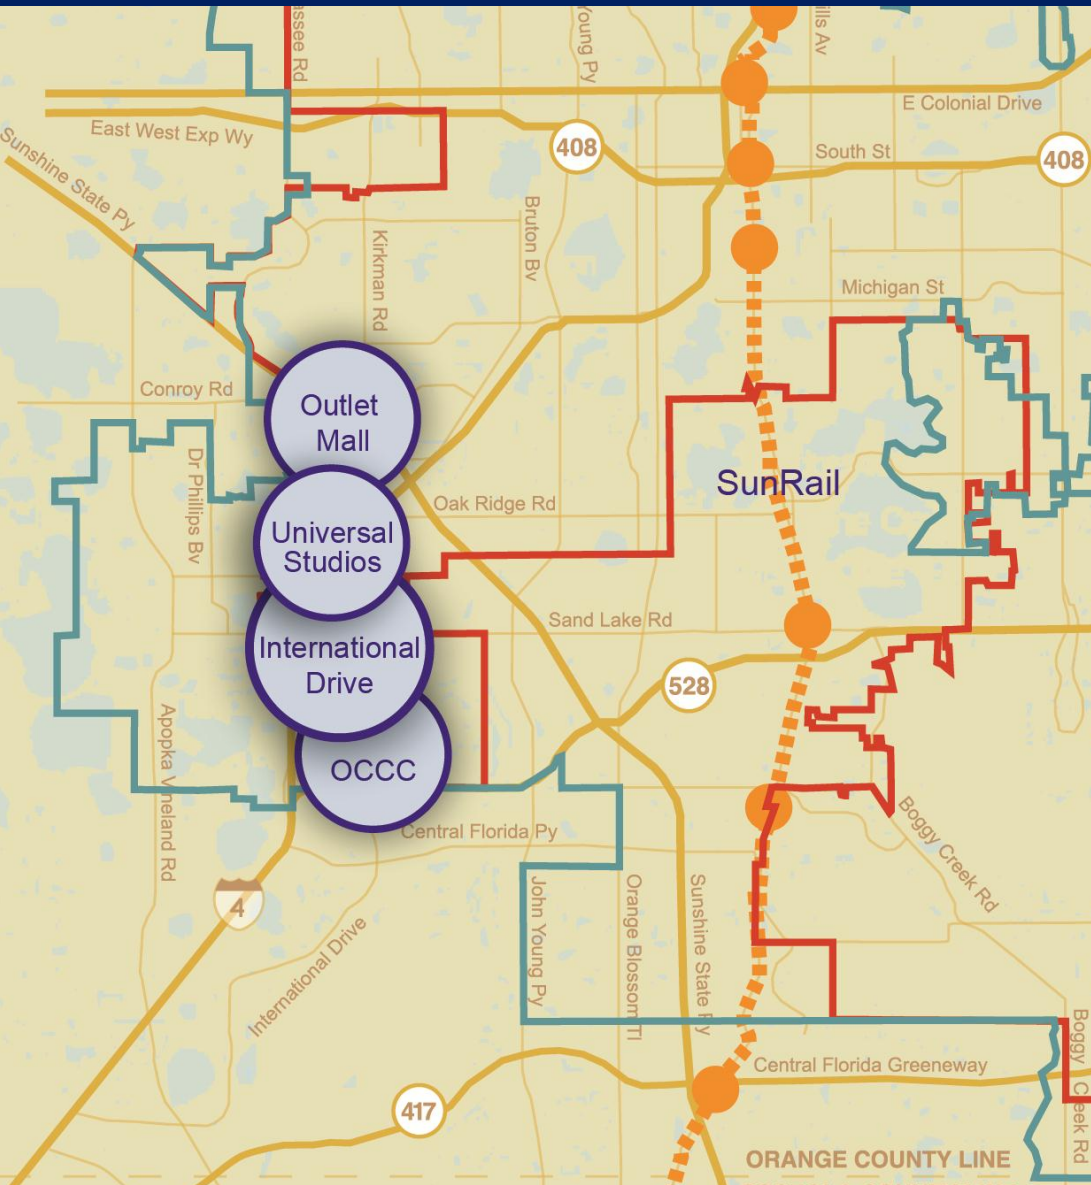 assee Rd
Young Py
ills Av
E Colonial Drive
East West Exp Wy
408
South St
408
Sunshine State Py
Bruton Bv
Kirkman Rd
Michigan St
Conroy Rd
Outlet
Mall
Dr Phillips Bv
SunRail
Oak Ridge Rd
Universal
Studios
Sand Lake Rd
International
Drive
528
Apopka Vineland Rd
OCCC
Central Florida Py
Boggy Creek Rd
4
John Young Py
Orange Blossom Tl
Sunshine State Py
International Drive
Boggy Creek Rd
Central Florida Greeneway
417
ORANGE COUNTY LINE